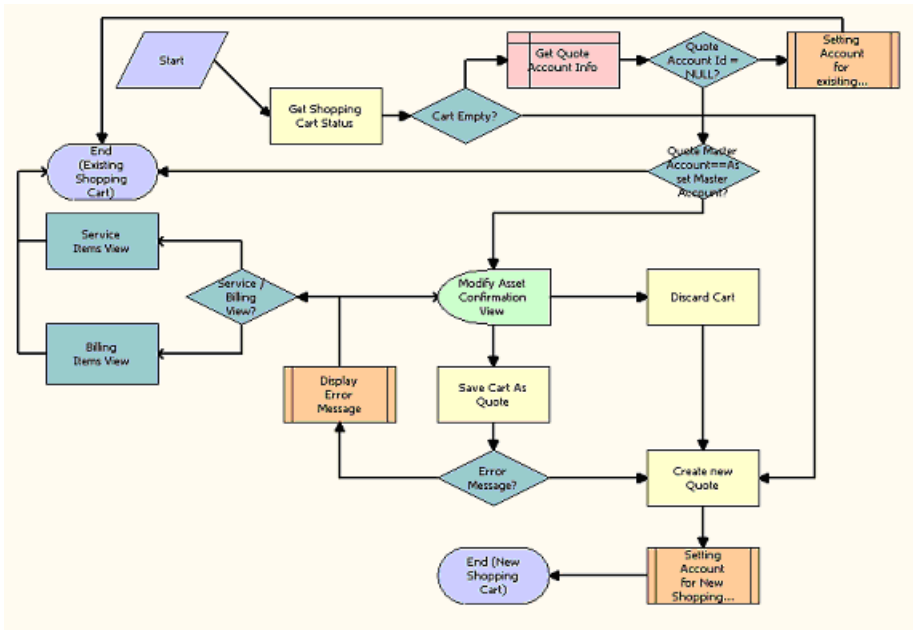 Start
Get Shopping
Cart Status
Cart Empty?
Get Quote
Account Info
Quote
Account Id =
NULL?
Setting
Account
for
exisiting...
End
(Existing
Shopping
Cart)
Quote Master
Account==As
set Master
Account?
Service
Items View
Service /
Billing
View?
Modify Asset
Confirmation
View
Discard Cart
Billing
Items View
Display
Error
Message
Save Cart As
Quote
Error
Message?
Create new
Quote
End (New
Shopping
Cart)
Setting
Account
for New
Shopping...